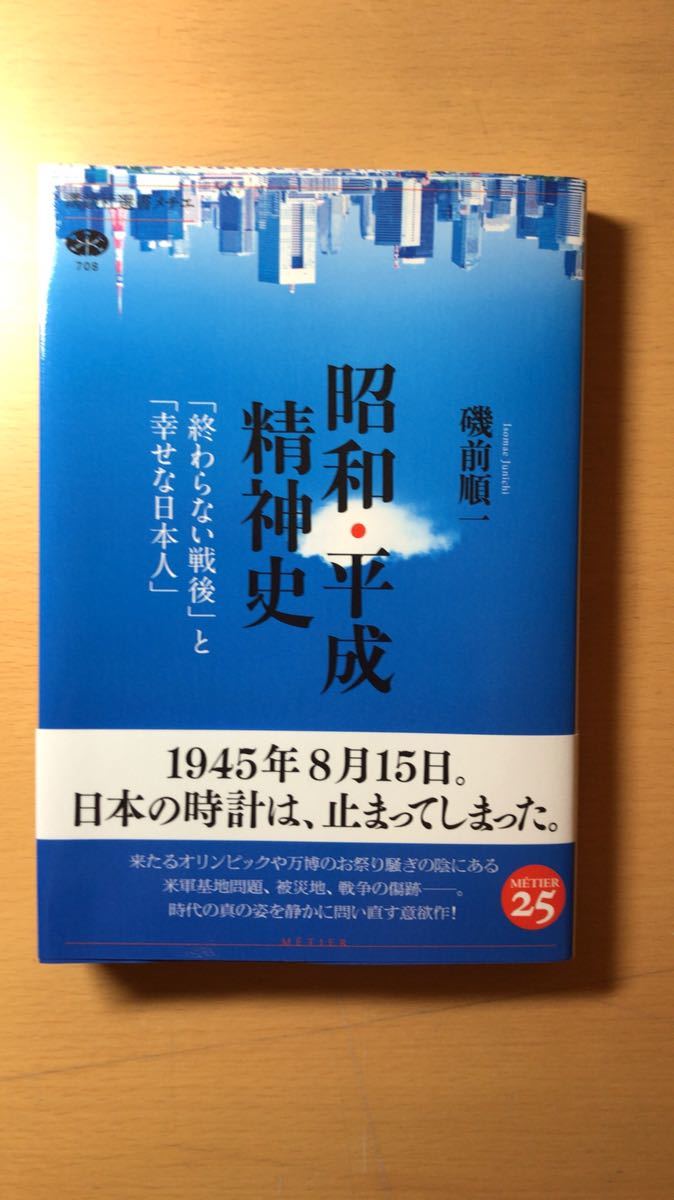 選書メチエ
708
磯前順一
Isomae Junichi
昭和・平成
精神史
「終わらない戦後」と
「幸せな日本人」
1945年8月15日。
日本の時計は、止まってしまった。
来たるオリンピックや万博のお祭り騒ぎの陰にある
米軍基地問題、被災地、戦争の傷跡――。
時代の真の姿を静かに問い直す意欲作!
MÉTIER
25
MÉTIER